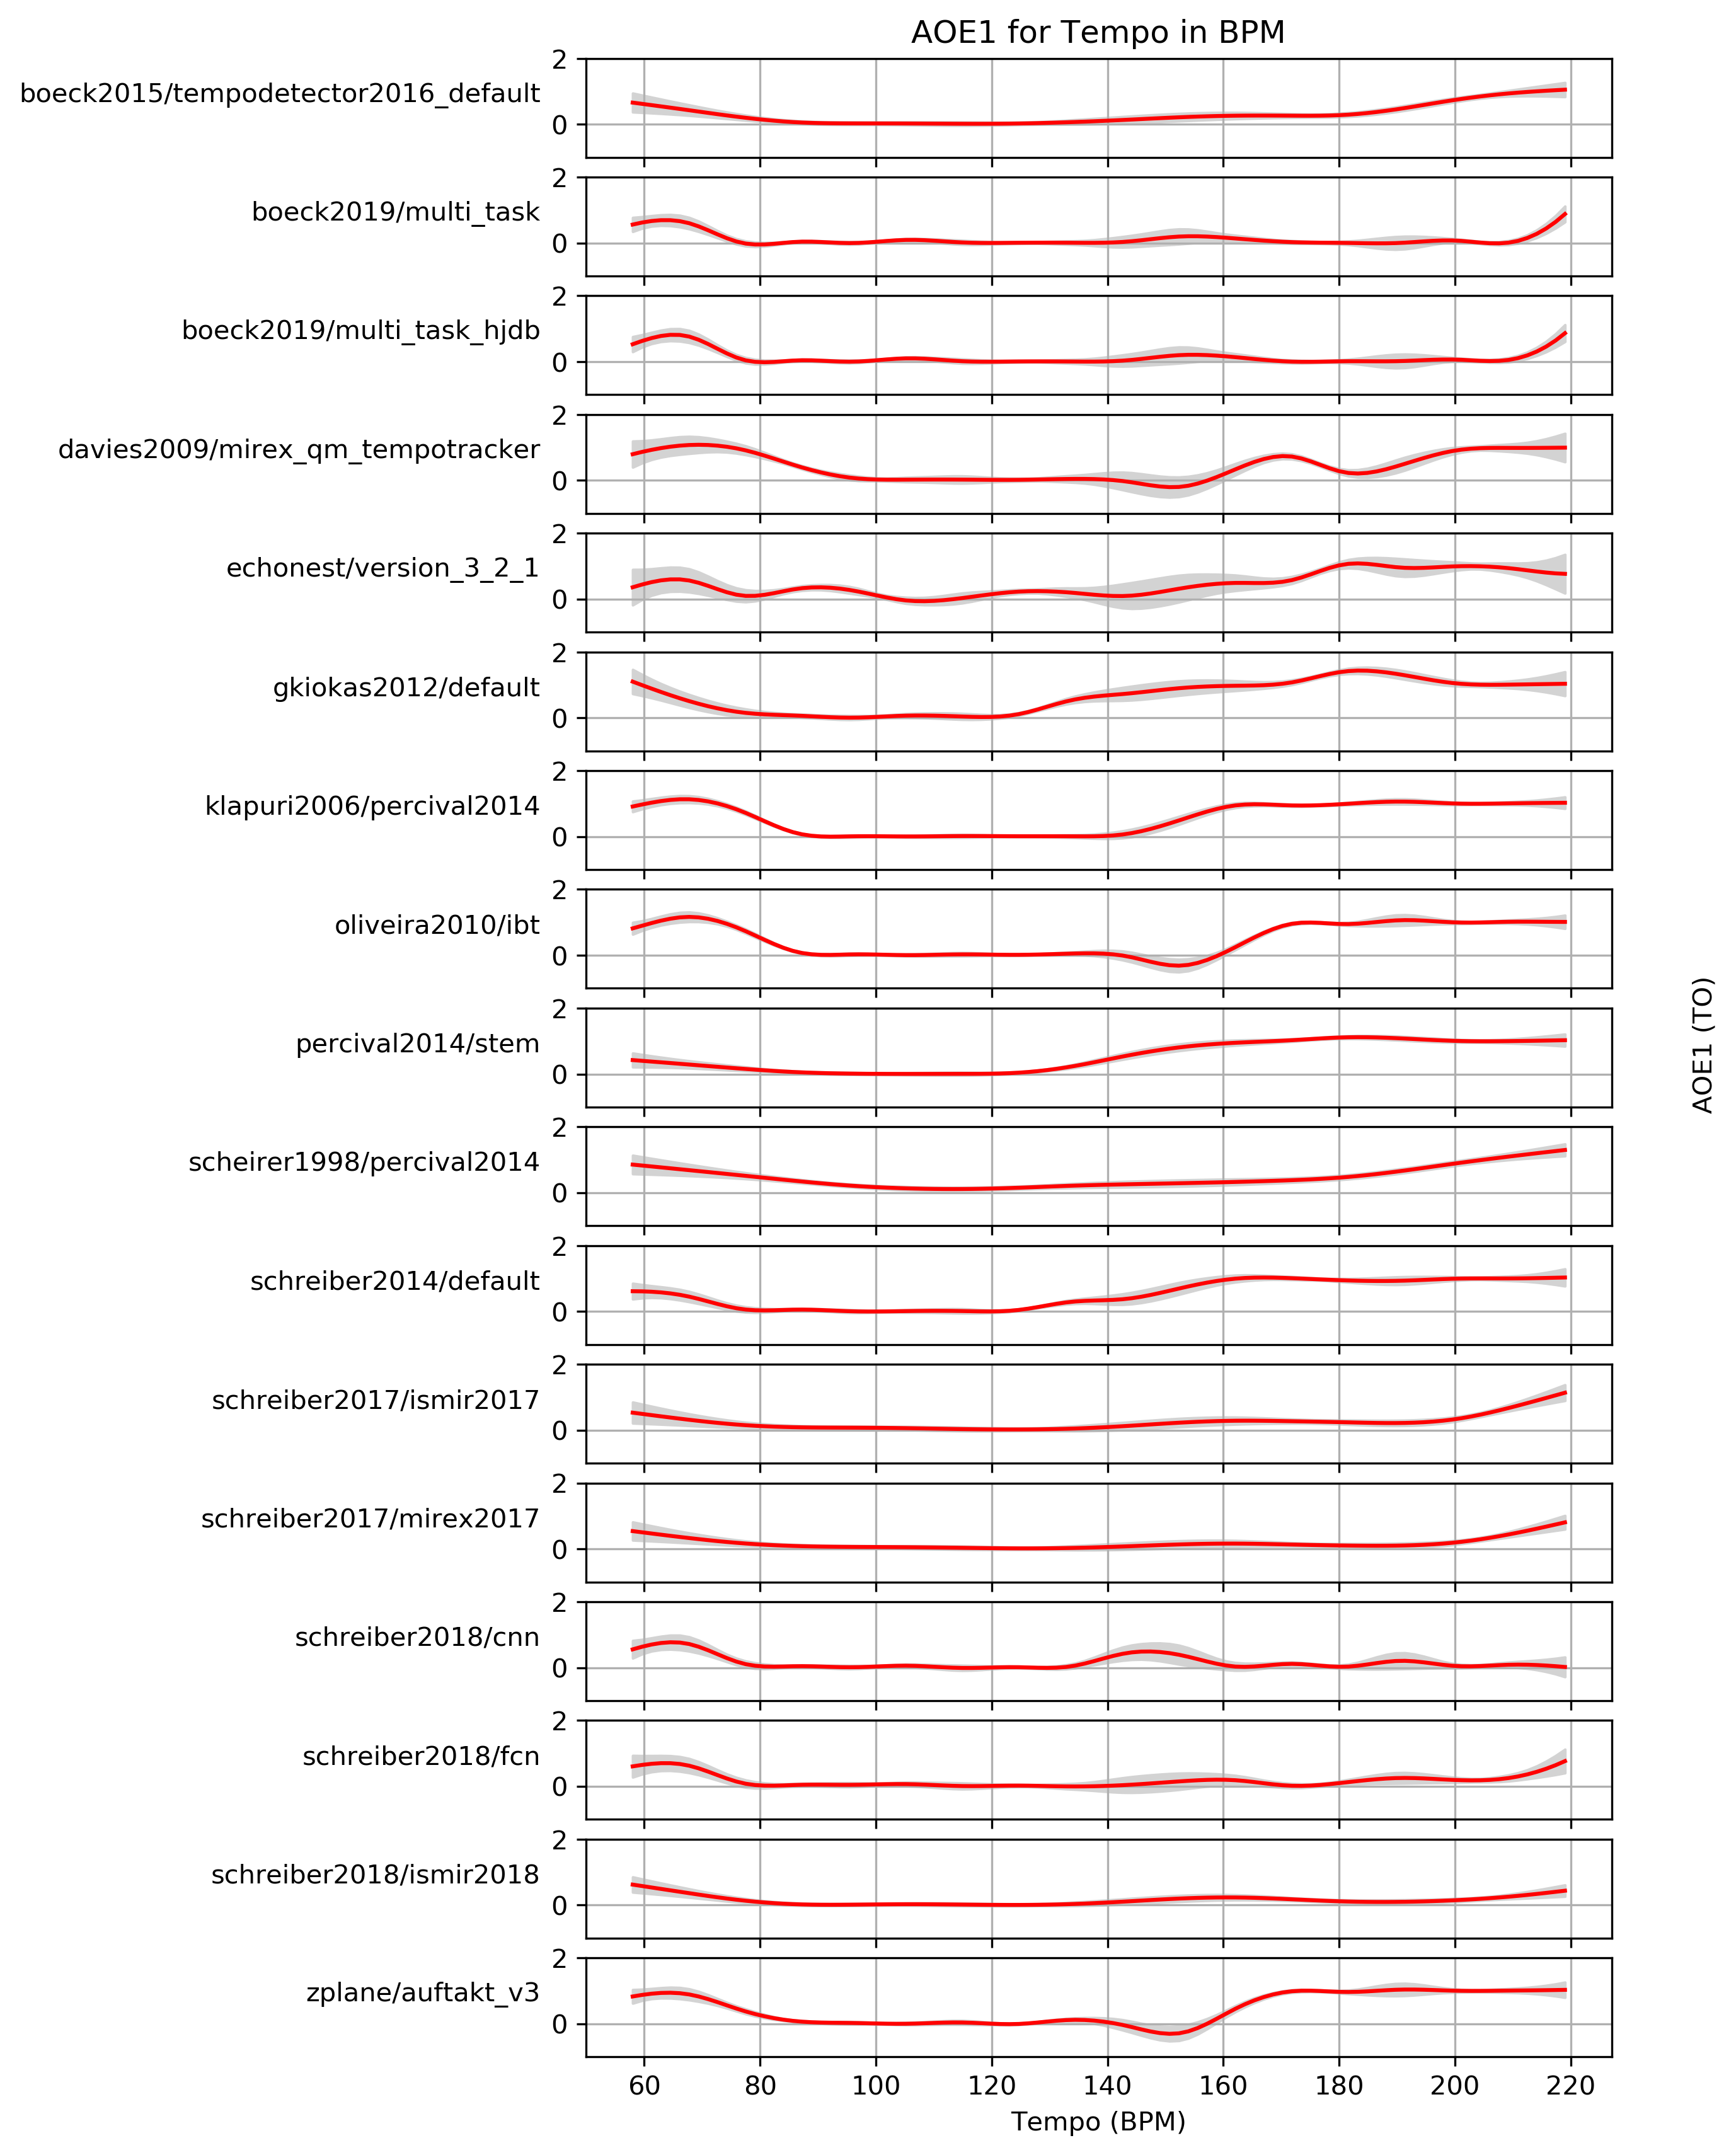 AOE1 for Tempo in BPM
boeck2015/tempodetector2016_default
2
0
boeck2019/multi_task
2
0
boeck2019/multi_task_hjdb
2
0
davies2009/mirex_qm_tempotracker
2
0
echonest/version_3_2_1
2
0
gkiokas2012/default
2
0
klapuri2006/percival2014
2
0
oliveira2010/ibt
2
0
percival2014/stem
2
0
scheirer1998/percival2014
2
0
schreiber2014/default
2
0
schreiber2017/ismir2017
2
0
schreiber2017/mirex2017
2
0
schreiber2018/cnn
2
0
schreiber2018/fcn
2
0
schreiber2018/ismir2018
2
0
zplane/auftakt_v3
2
0
60 80 100 120 140 160 180 200 220
Tempo (BPM)
AOE1 (TO)